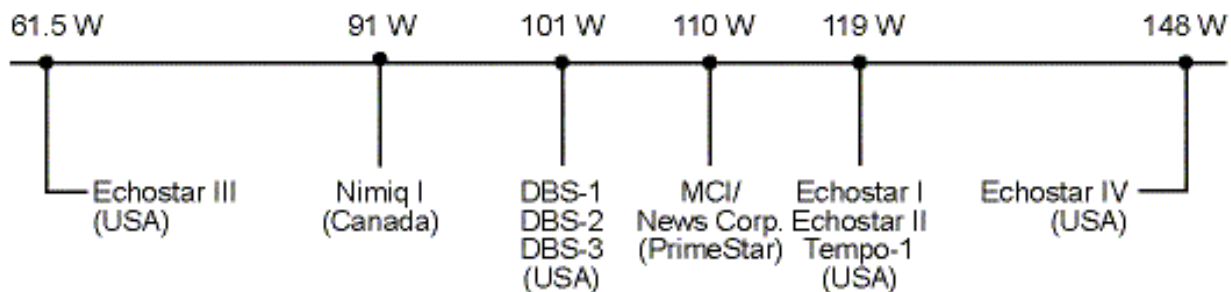 61.5 W 91 W 101 W 110 W 119 W 148 W
Echostar III
(USA)
Nimiq I
(Canada)
DBS-1
DBS-2
DBS-3
(USA)
MCI/
News Corp.
(PrimeStar)
Echostar I
Echostar II
Tempo-1
(USA)
Echostar IV
(USA)